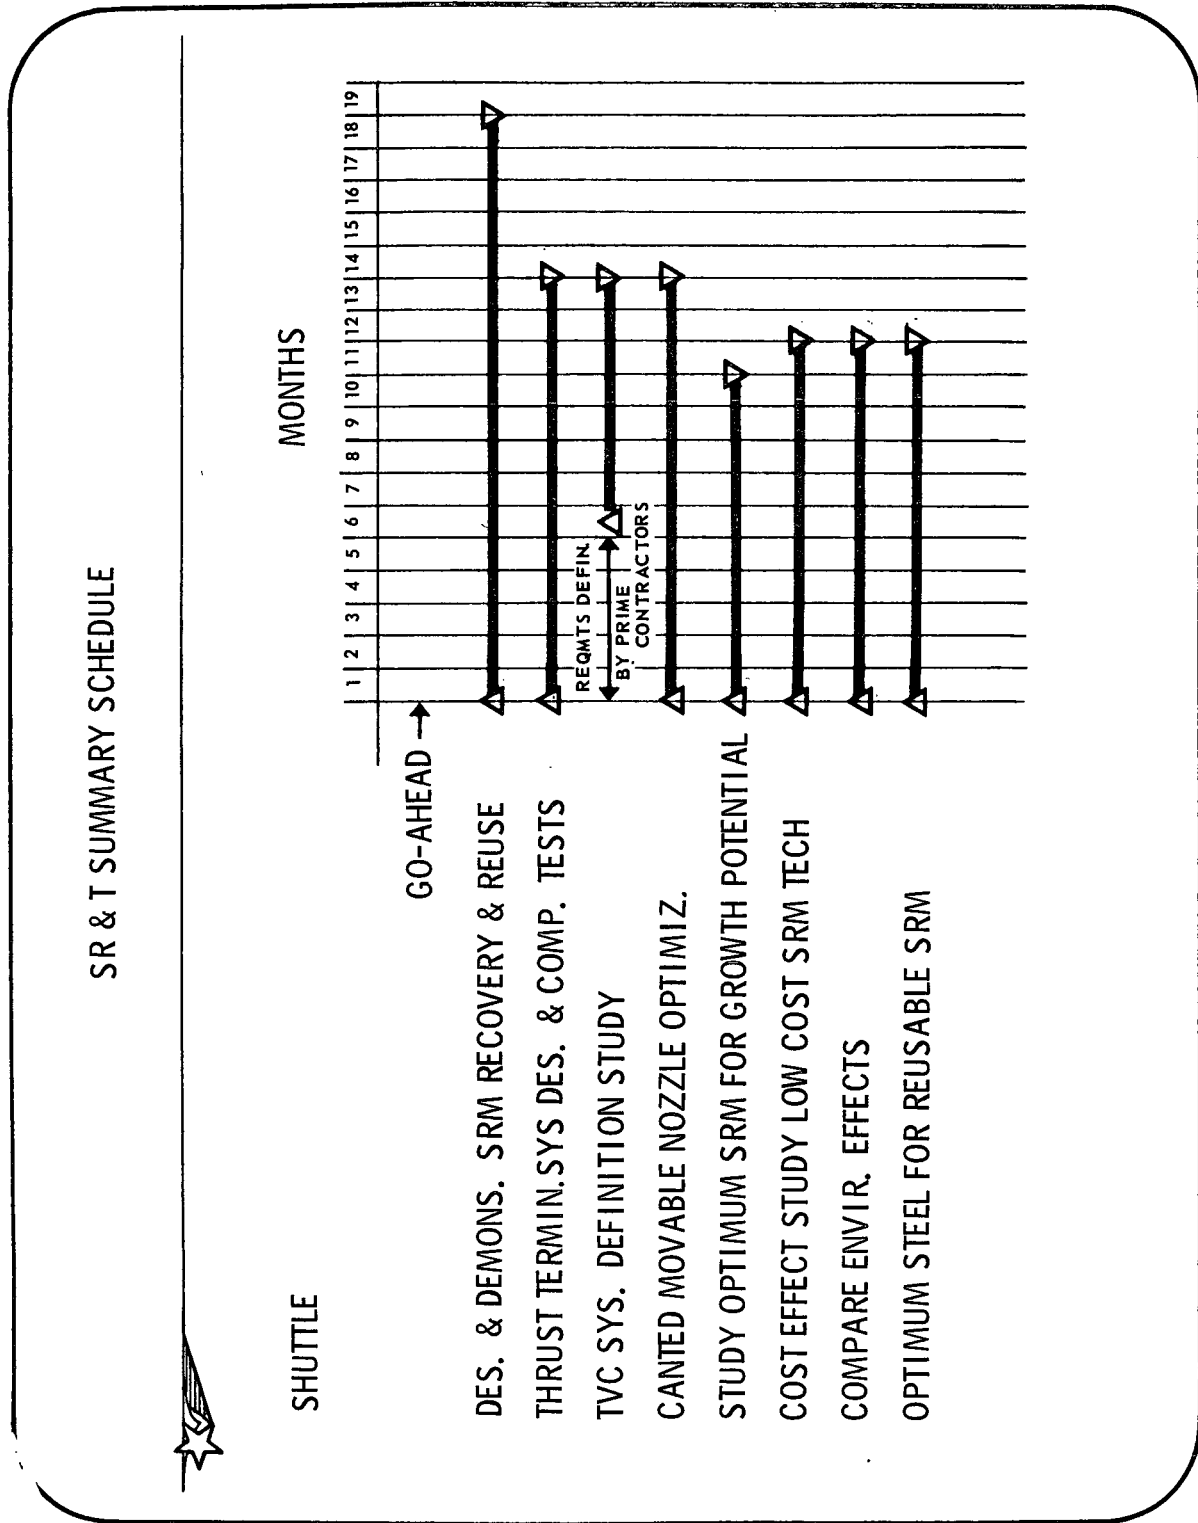 SR & T SUMMARY SCHEDULE
SHUTTLE
MONTHS
1 2 3 4 5 6 7 8 9 10 11 12 13 14 15 16 17 18 19
GO-AHEAD
DES. & DEMONS. SRM RECOVERY & REUSE
THRUST TERMIN.SYS DES. & COMP. TESTS
REQMTS DEFIN.
TVC SYS. DEFINITION STUDY
BY PRIME
CONTRACTORS
CANTED MOVABLE NOZZLE OPTIMIZ.
STUDY OPTIMUM SRM FOR GROWTH POTENTIAL
COST EFFECT STUDY LOW COST SRM TECH
COMPARE ENVIR. EFFECTS
OPTIMUM STEEL FOR REUSABLE SRM